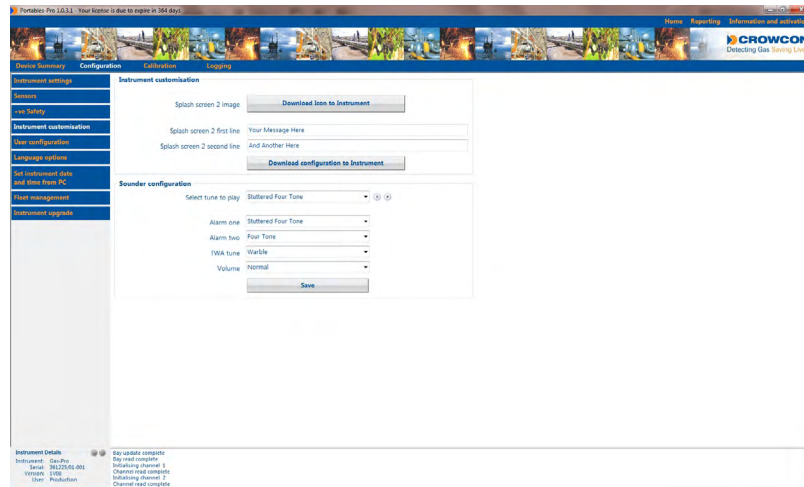 Portables-Pro 1.0.3.1 - Your license is due to expire in 364 days
Home Reporting Information and activatio
CROWCON
Detecting Gas Saving Live
Device Summary Configuration Calibration Logging
Instrument settings
Sensors
+ve Safety
Instrument customisation
User configuration
Language options
Set instrument date
and time from PC
Fleet management
Instrument upgrade
Instrument customisation
Splash screen 2 image Download Icon to Instrument
Splash screen 2 first line Your Message Here
Splash screen 2 second line And Another Here
Download configuration to Instrument
Sounder configuration
Select tune to play Stuttered Four Tone
Alarm one Stuttered Four Tone
Alarm two Four Tone
TWA tune Warble
Volume Normal
Save
Instrument Details
Instrument: Gas-Pro
Serial: 361225/01-001
Version: 1V08
User Production
Bay update complete
Bay read complete
Initialising channel 1
Channel read complete
Initialising channel 2
Channel read complete